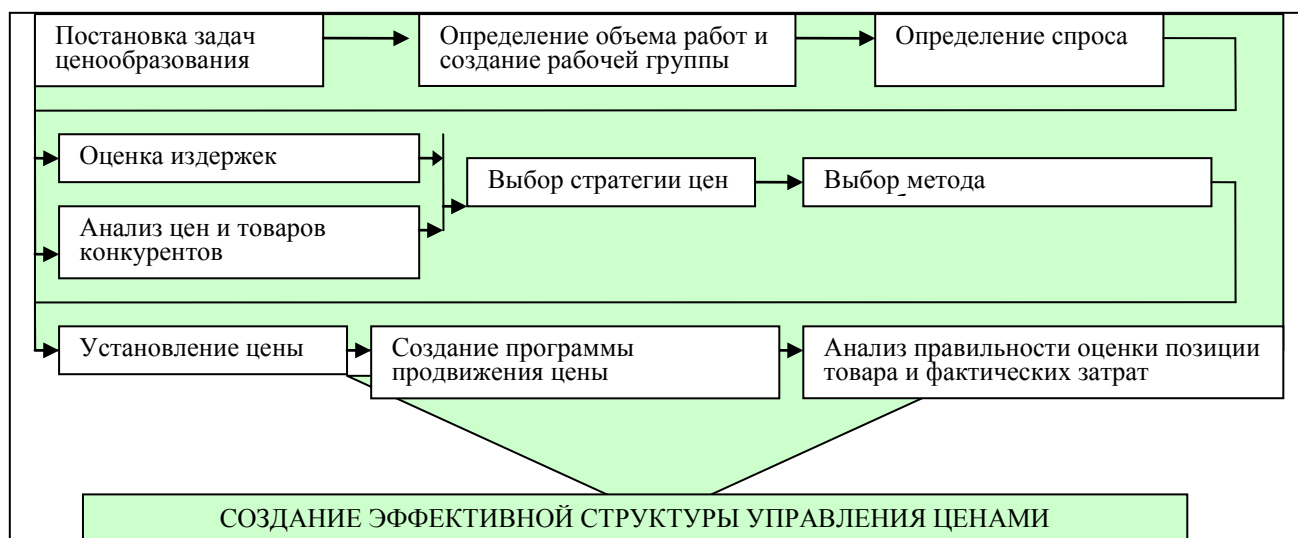 Постановка задач
ценообразования
Определение объема работ и
создание рабочей группы
Определение спроса
Оценка издержек
Анализ цен и товаров
конкурентов
Выбор стратегии цен
Выбор метода
Установление цены
Создание программы
продвижения цены
Анализ правильности оценки позиции
товара и фактических затрат
СОЗДАНИЕ ЭФФЕКТИВНОЙ СТРУКТУРЫ УПРАВЛЕНИЯ ЦЕНАМИ